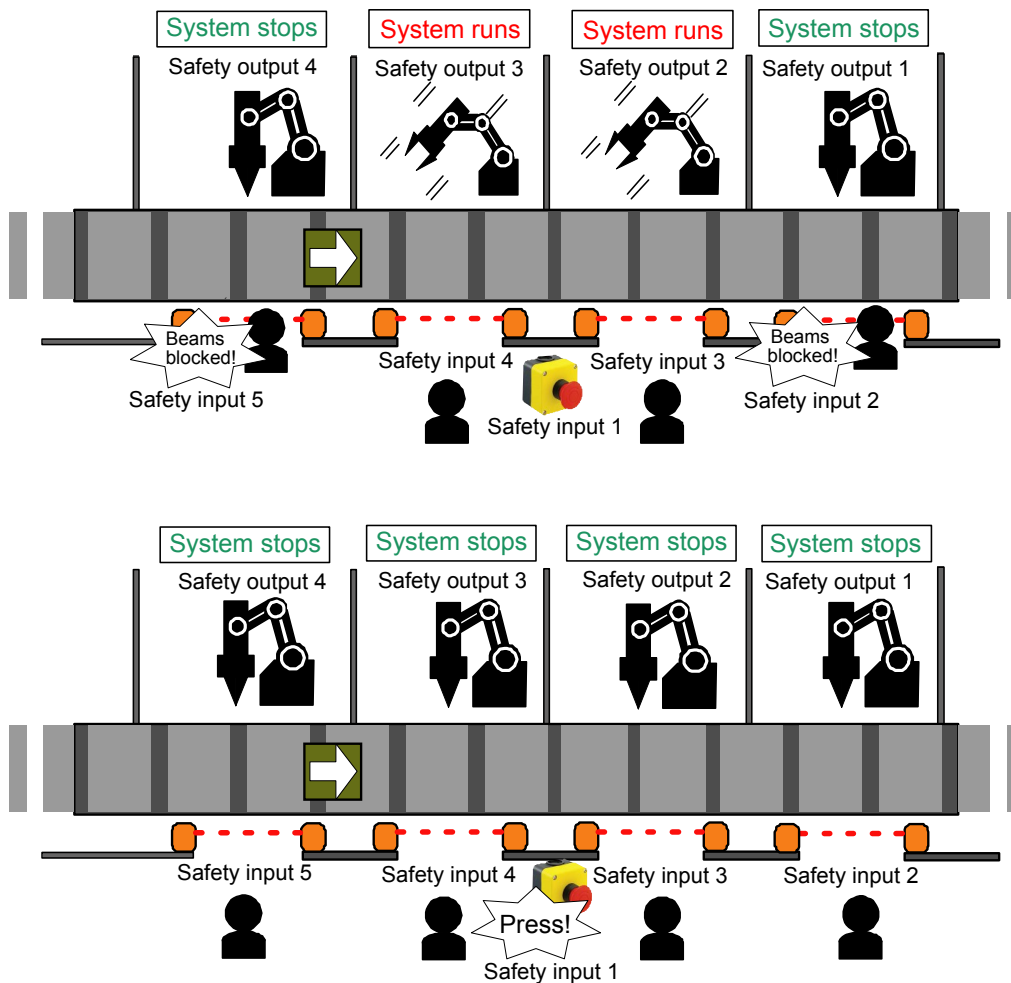 System stops
System runs
System runs
System stops
Safety output 4
Safety output 3
Safety output 2
Safety output 1
Beams
blocked!
Beams
blocked!
Safety input 5
Safety input 4
Safety input 3
Safety input 2
Safety input 1
System stops
System stops
System stops
System stops
Safety output 4
Safety output 3
Safety output 2
Safety output 1
Safety input 5
Safety input 4
Safety input 3
Safety input 2
Press!
Safety input 1